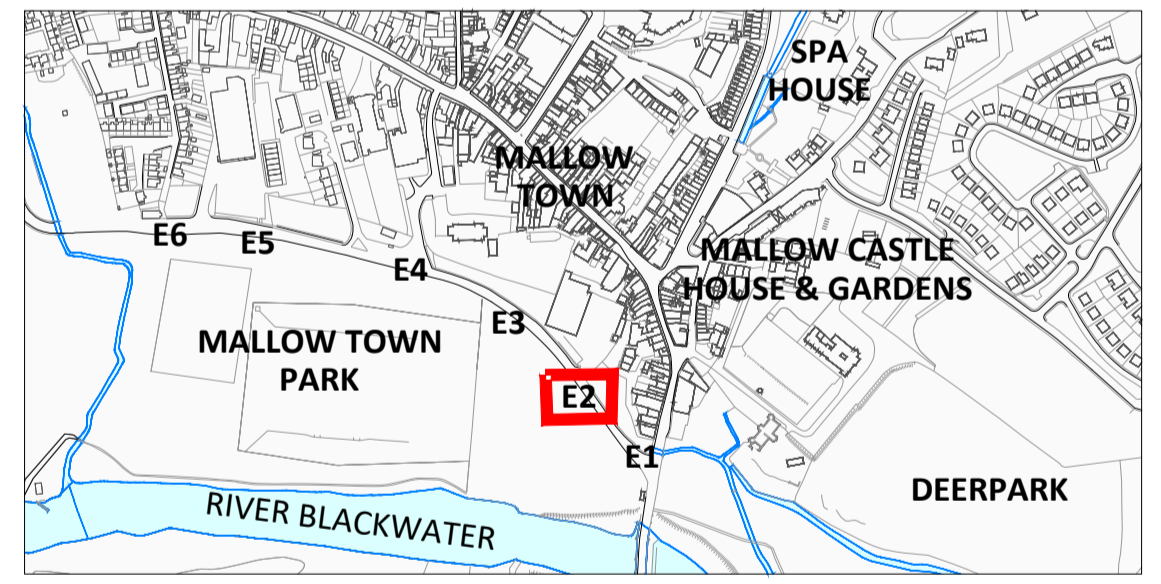 SPA
HOUSE
MALLOW
TOWN
E6
E5
E4
MALLOW CASTLE
HOUSE & GARDENS
E3
MALLOW TOWN
PARK
E2
E1
DEERPARK
RIVER BLACKWATER